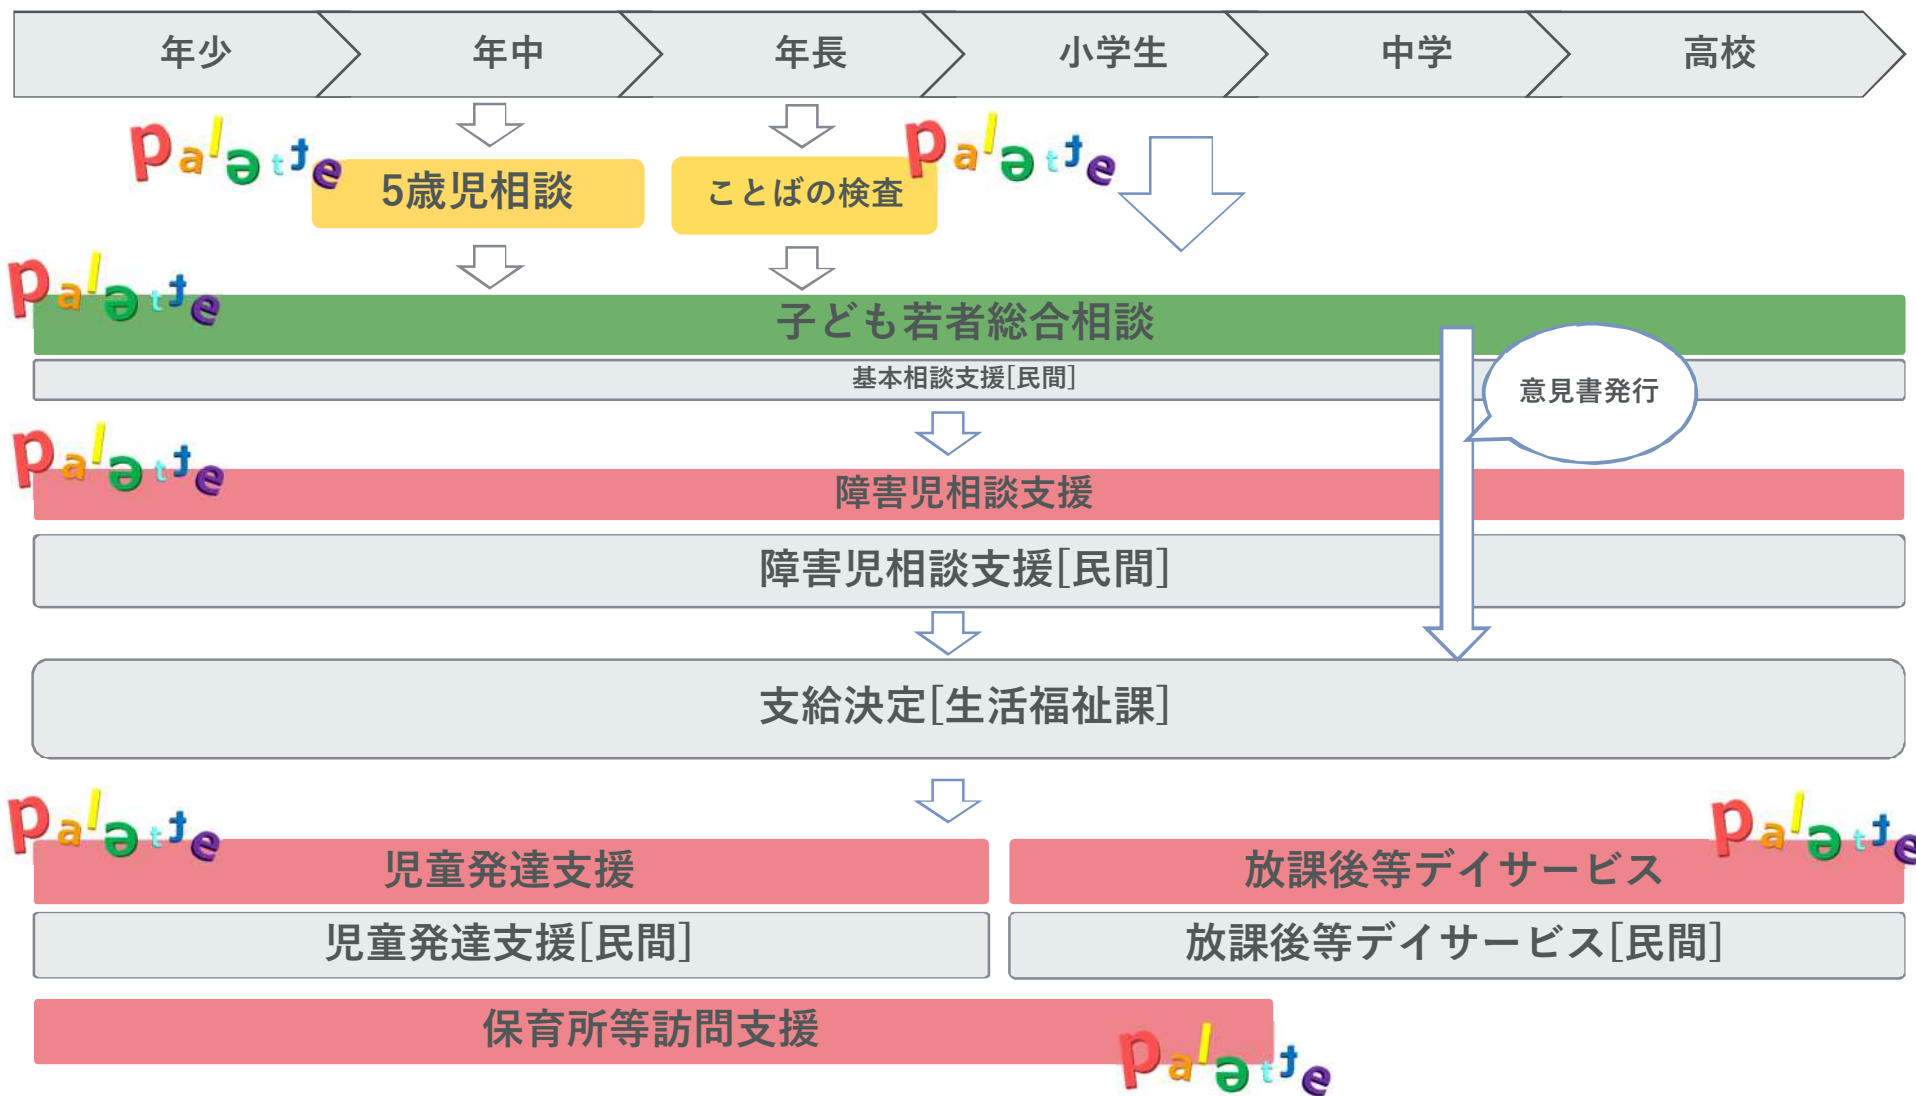 年少
年中
年長
小学生
中学
高校
palette
palette
5歳児相談
ことばの検査
palette
子ども若者総合相談
基本相談支援[民間]
意見書発行
palette
障害児相談支援
障害児相談支援[民間]
支給決定[生活福祉課]
palette
palette
児童発達支援
放課後等デイサービス
児童発達支援[民間]
放課後等デイサービス[民間]
保育所等訪問支援
palette